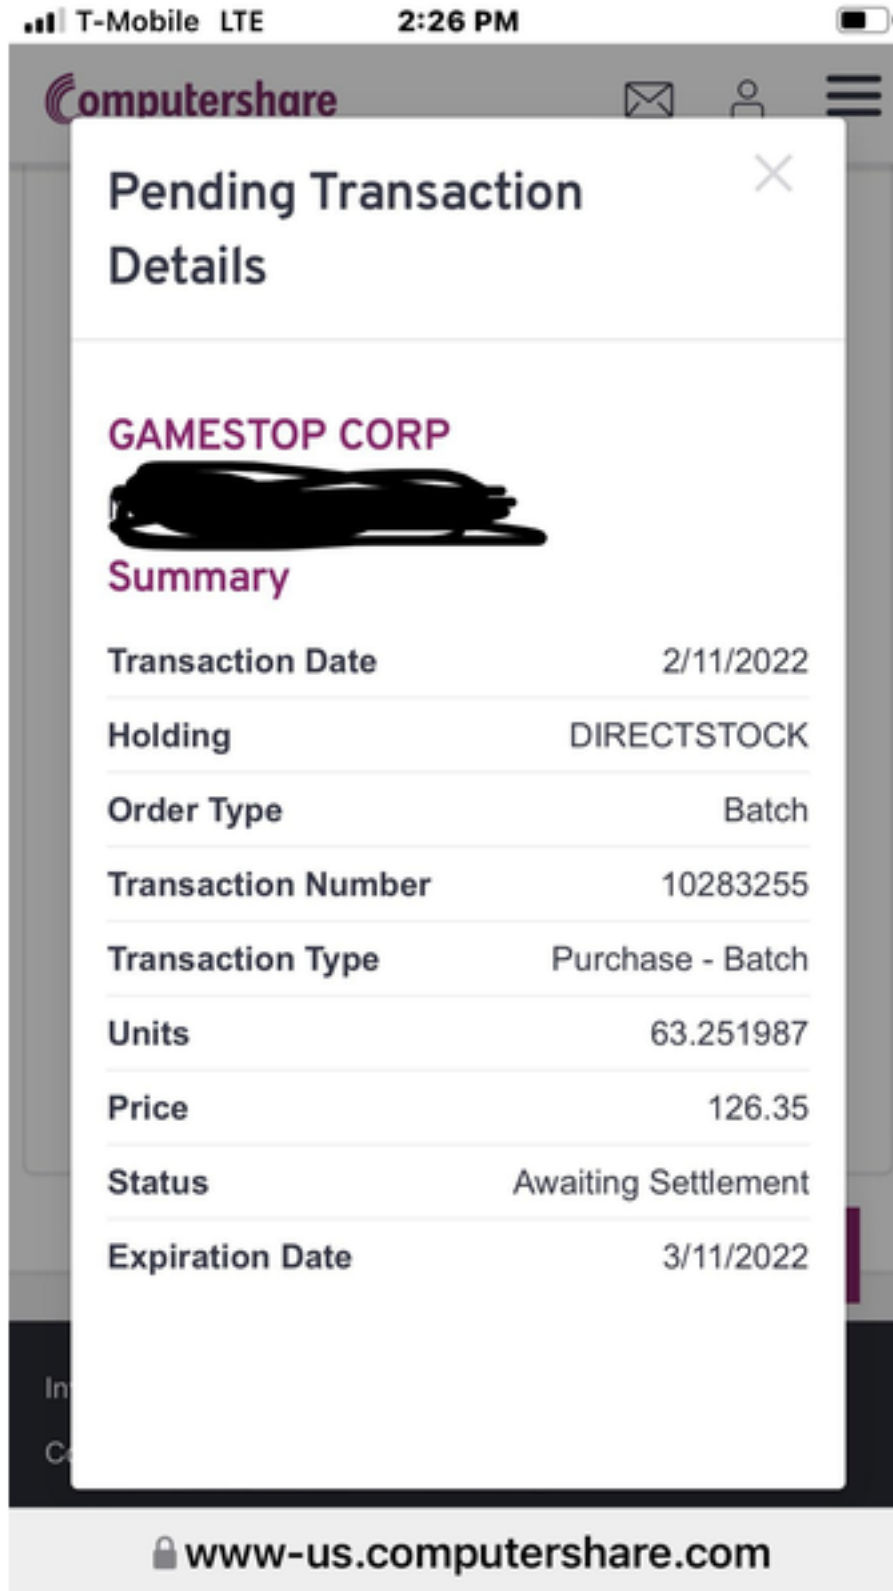 T-Mobile LTE 2:26 PM
Computershare
Pending Transaction
Details
GAMESTOP CORP
Summary
Transaction Date 2/11/2022
Holding DIRECTSTOCK
Order Type Batch
Transaction Number 10283255
Transaction Type Purchase - Batch
Units 63.251987
Price 126.35
Status Awaiting Settlement
Expiration Date 3/11/2022
www-us.computershare.com